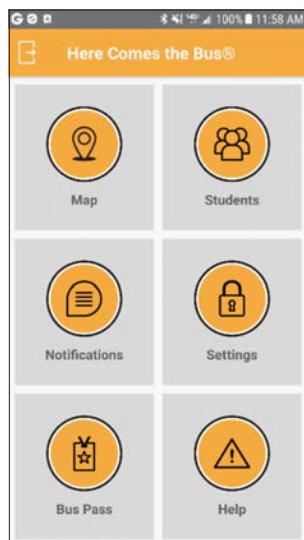 100% 11:58 AM
Here Comes the Bus®
Map
Students
Notifications
Settings
Bus Pass
Help